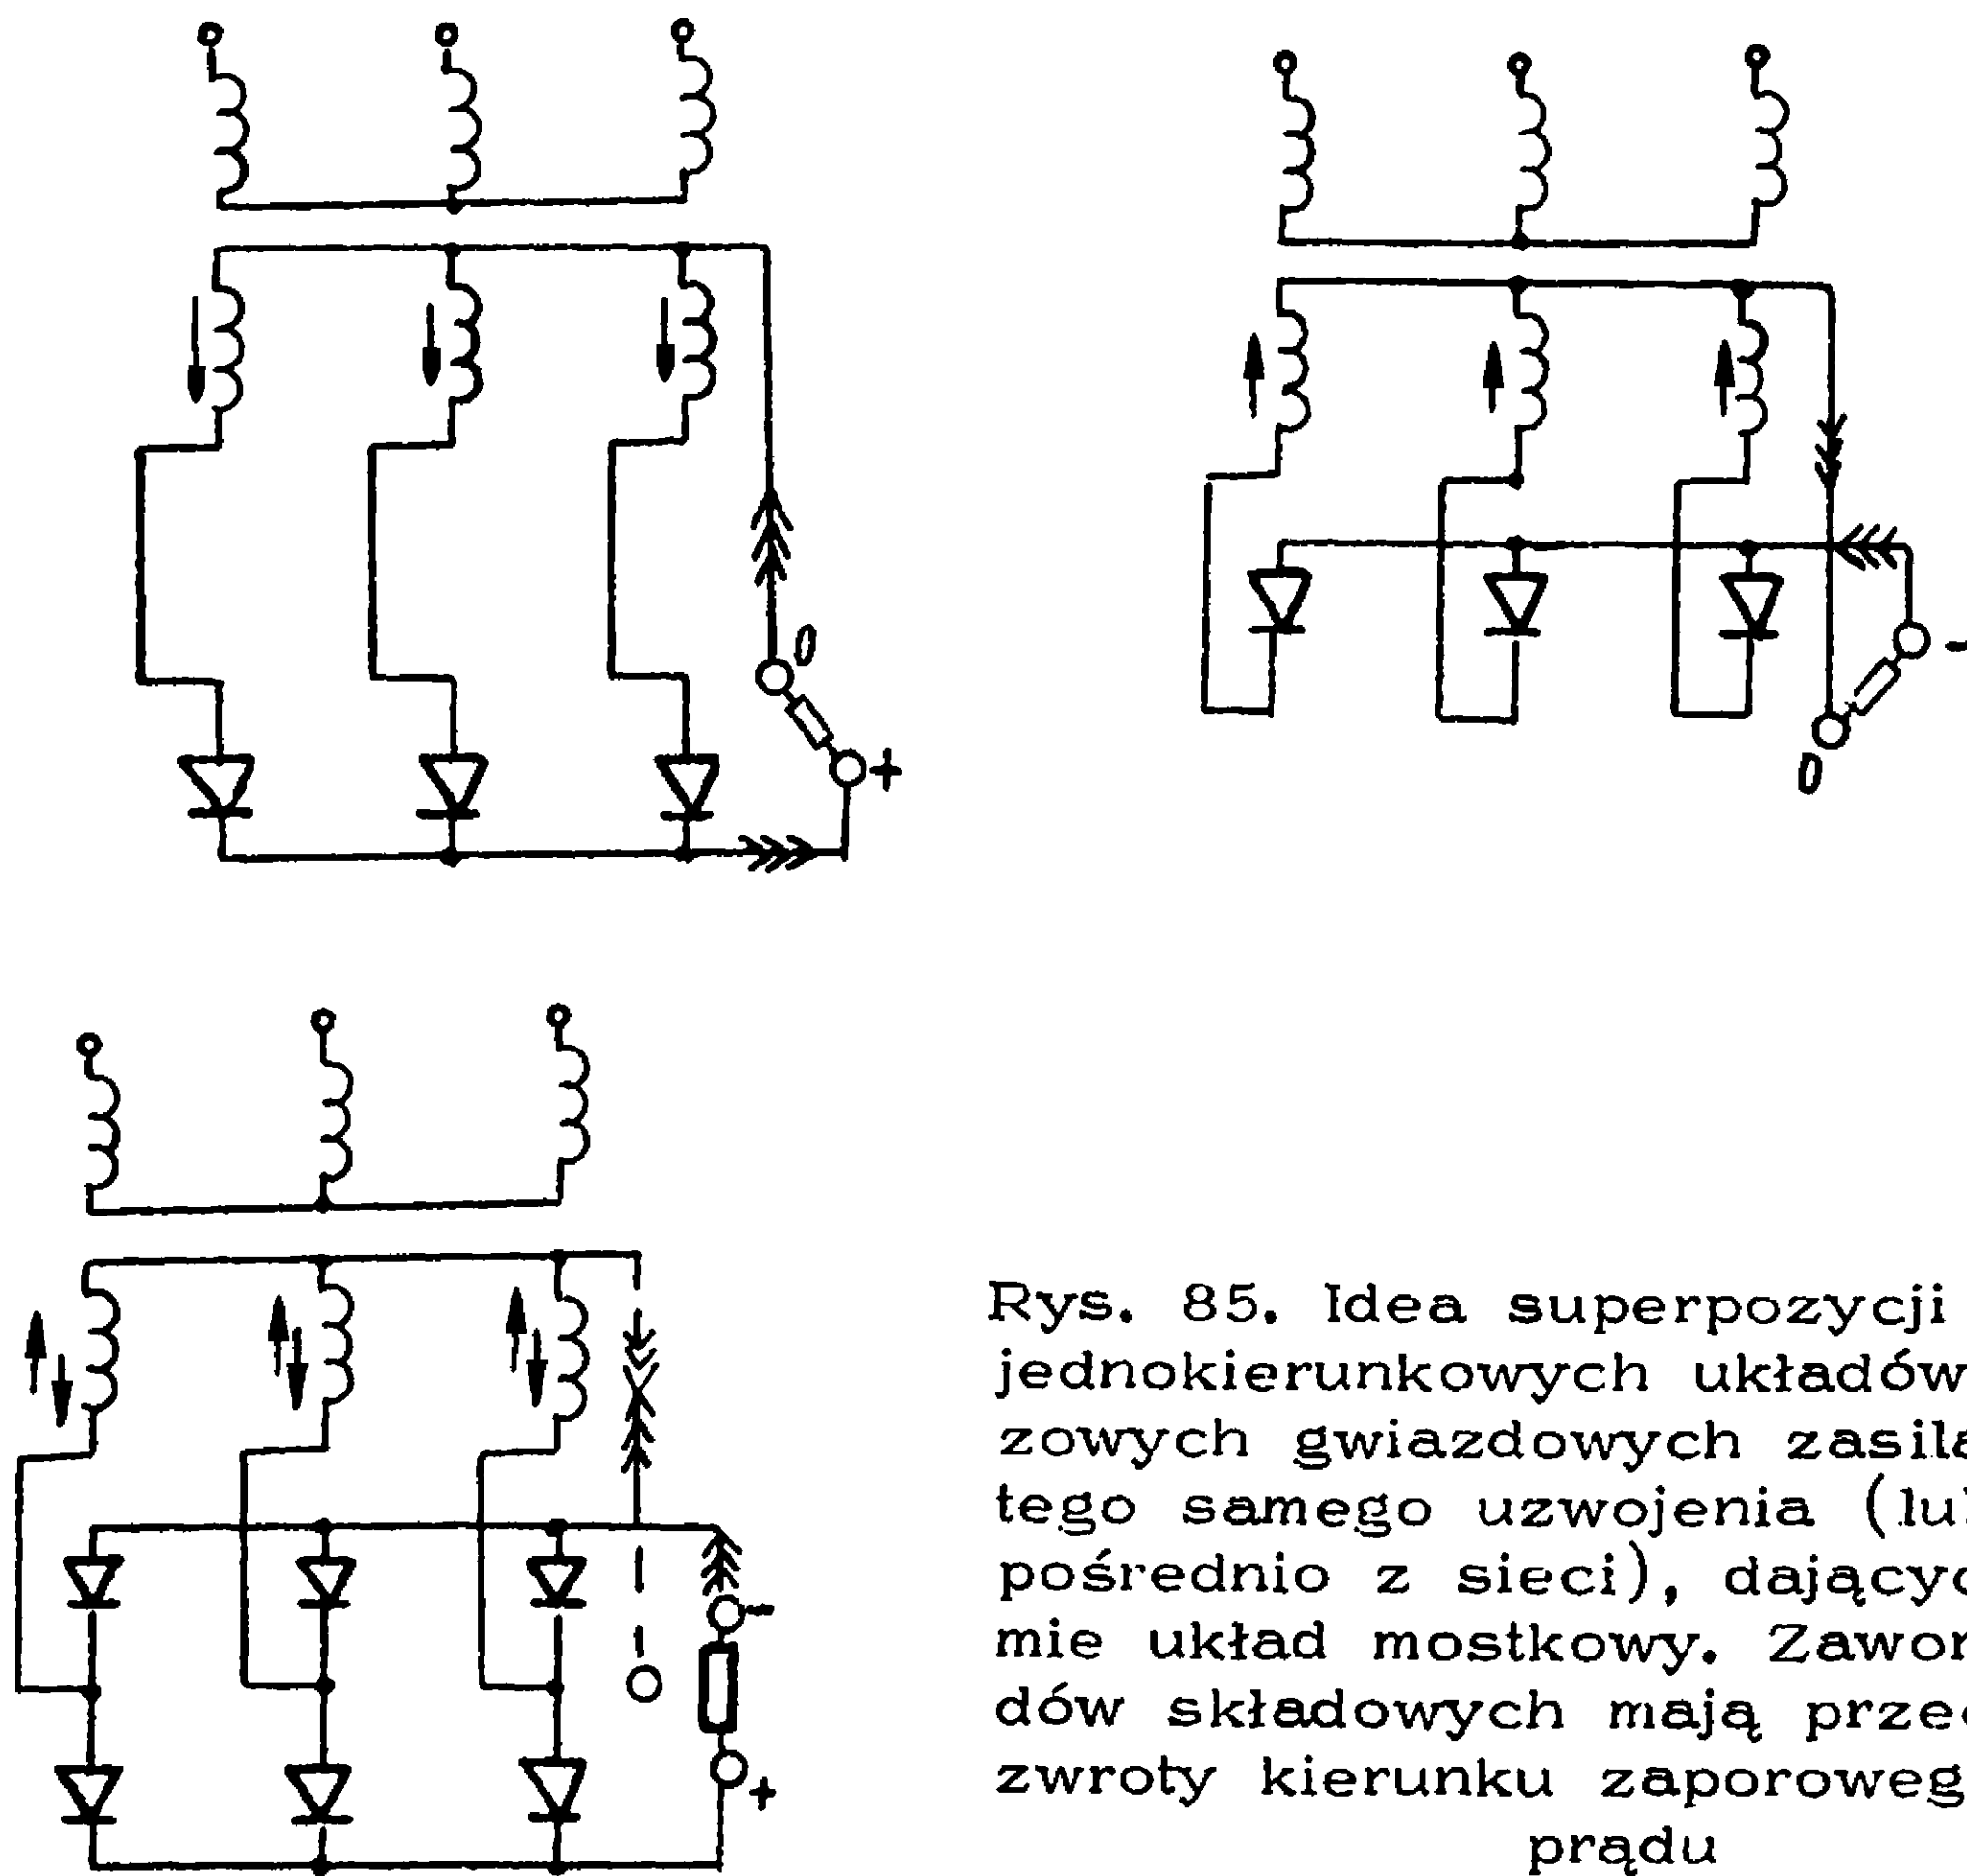 0
+
-
0
-
+
Rys. 85. Idea superpozycji
jednokierunkowych układów
zowych gwiazdowych zasila
tego samego uzwojenia (lu
pośrednio z sieci), dający
mie układ mostkowy. Zawor
dów składowych mają prze
zwroty kierunku zaporoweg
prądu